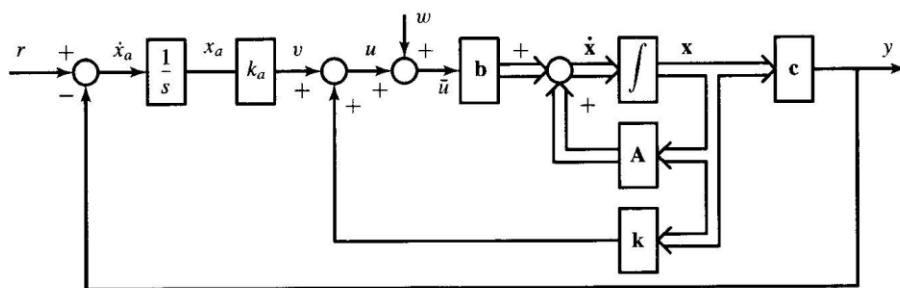 w
r + ẋₐ 1/s xₐ kₐ v u + + ẋ ∫ x y
− + + ū b + c
+
A
k